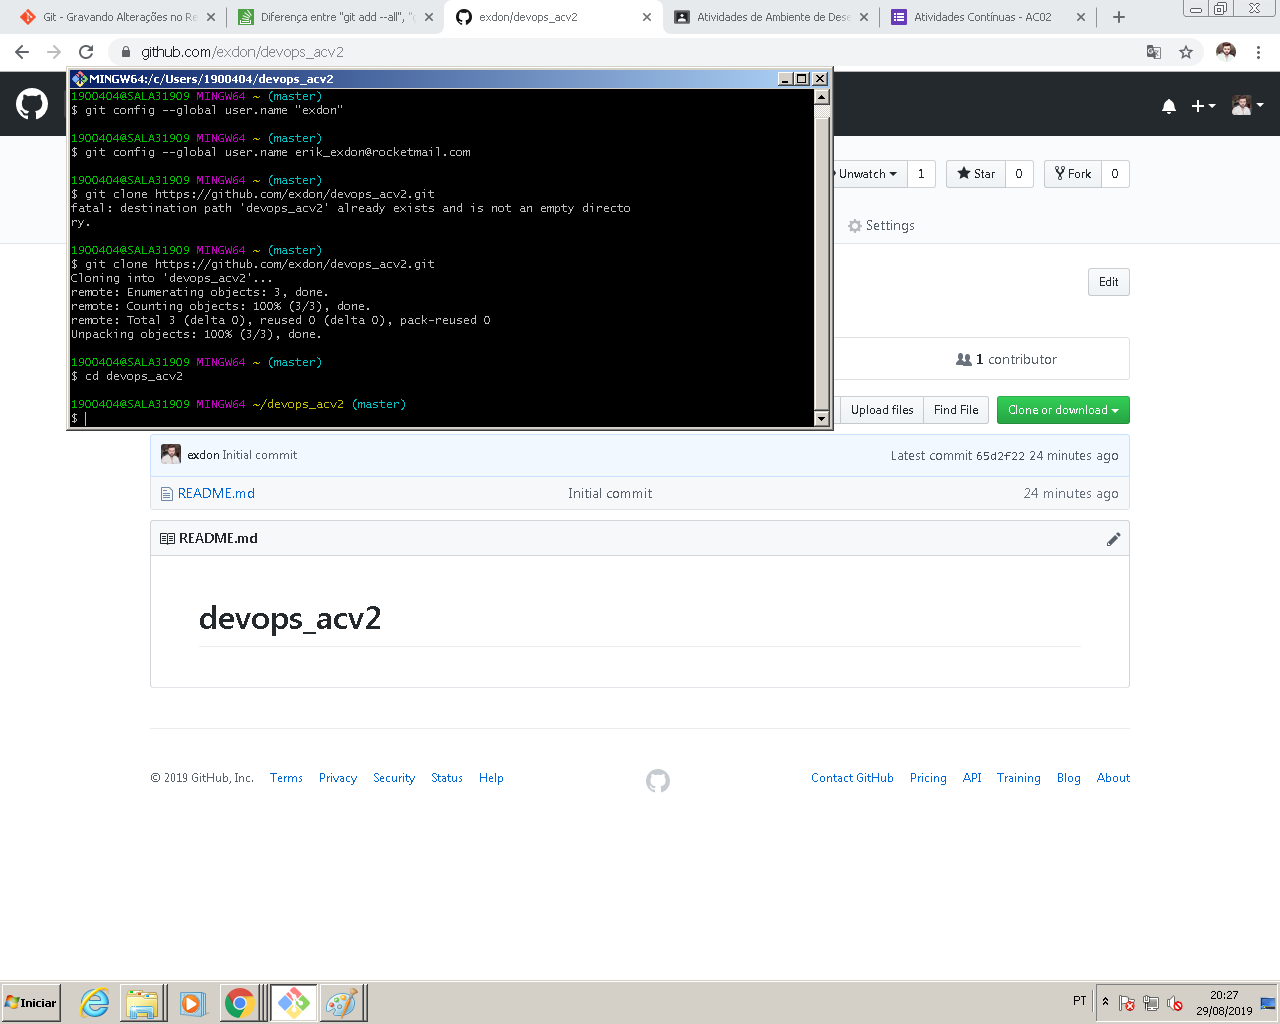 Git - Gravando Alterações no Re
Diferença entre "git add --all", "g
exdon/devops_acv2
Atividades de Ambiente de Dese
Atividades Contínuas - AC02
github.com/exdon/devops_acv2
MINGW64:/c/Users/1900404/devops_acv2
1900404@SALA31909 MINGW64 ~ (master)
$ git config --global user.name "exdon"
1900404@SALA31909 MINGW64 ~ (master)
$ git config --global user.name erik_exdon@rocketmail.com
1900404@SALA31909 MINGW64 ~ (master)
$ git clone https://github.com/exdon/devops_acv2.git
fatal: destination path 'devops_acv2' already exists and is not an empty directo
ry.
1900404@SALA31909 MINGW64 ~ (master)
$ git clone https://github.com/exdon/devops_acv2.git
Cloning into 'devops_acv2'...
remote: Enumerating objects: 3, done.
remote: Counting objects: 100% (3/3), done.
remote: Total 3 (delta 0), reused 0 (delta 0), pack-reused 0
Unpacking objects: 100% (3/3), done.
1900404@SALA31909 MINGW64 ~ (master)
$ cd devops_acv2
1900404@SALA31909 MINGW64 ~/devops_acv2 (master)
$
Unwatch 1 Star 0 Fork 0
Settings
Edit
1 contributor
Upload files Find File Clone or download
exdon Initial commit Latest commit 65d2f22 24 minutes ago
README.md Initial commit 24 minutes ago
README.md
devops_acv2
© 2019 GitHub, Inc. Terms Privacy Security Status Help Contact GitHub Pricing API Training Blog About
Iniciar
PT
20:27
29/08/2019